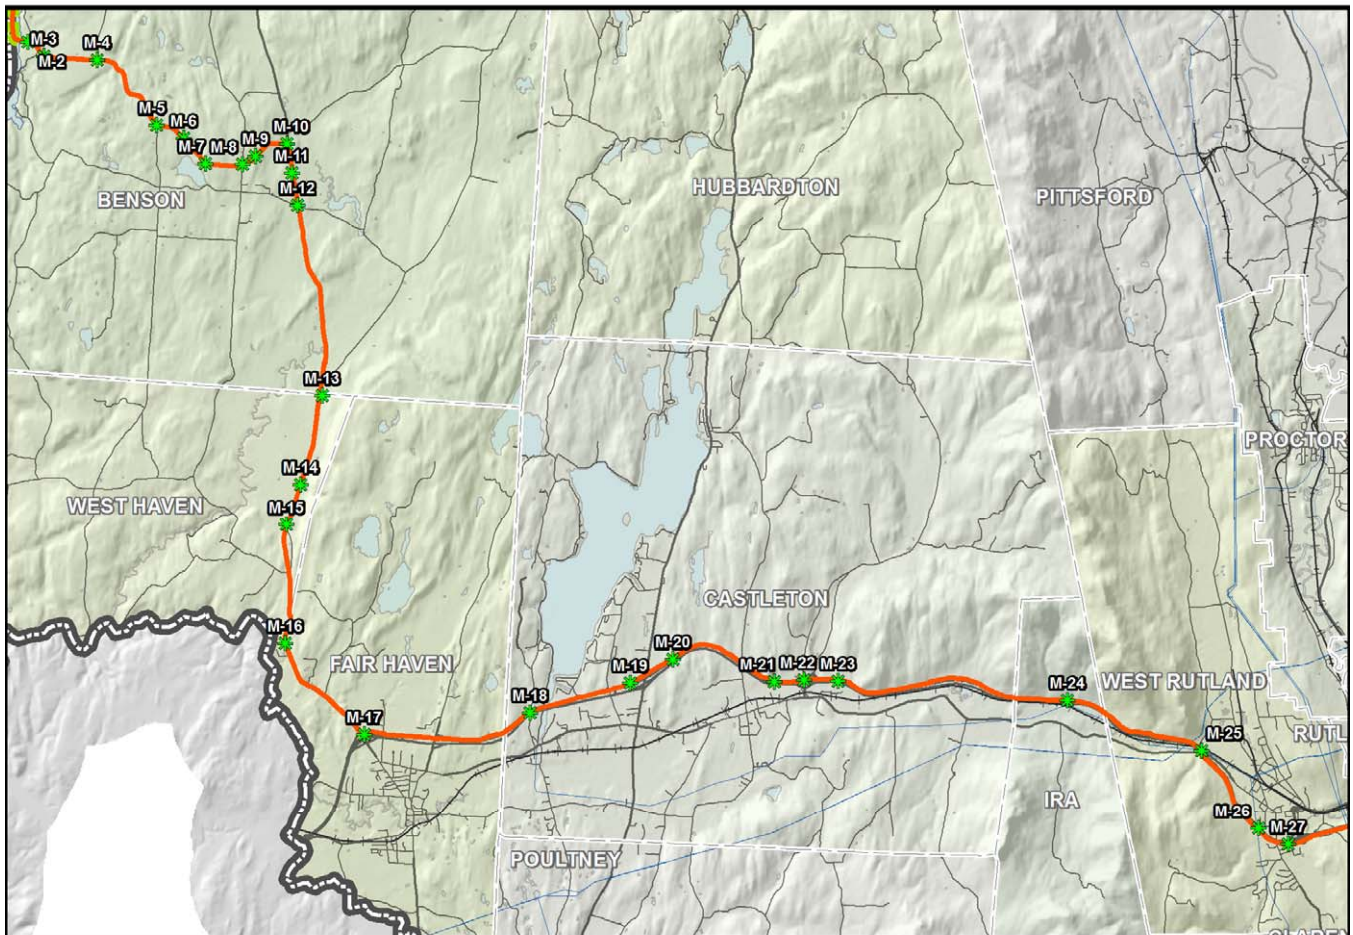 M-3
M-4
M-2
M-5
M-6
M-10
M-9
M-7
M-8
M-11
M-12
BENSON
HUBBARDTON
PITTSFORD
M-13
PROCTOR
M-14
WEST HAVEN
M-15
CASTLETON
M-16
M-20
FAIR HAVEN
M-19
M-21
M-22
M-23
M-24
WEST RUTLAND
M-18
M-17
M-25
RUTL
IRA
M-26
M-27
POULTNEY